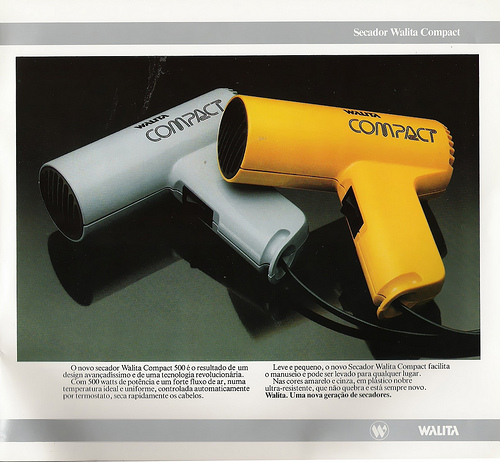 Secador Walita Compact
WALITA
COMPACT
WALITA
COMPACT
O novo secador Walita Compact 500 é o resultado de um
design avançadíssimo e de uma tecnologia revolucionária.
Com 500 watts de potência e um forte fluxo de ar, numa
temperatura ideal e uniforme, controlada automaticamente
por termostato, seca rapidamente os cabelos.
Leve e pequeno, o novo Secador Walita Compact facilita
o manuseio e pode ser levado para qualquer lugar.
Nas cores amarelo e cinza, em plástico nobre
ultra-resistente, que não quebra e está sempre novo.
Walita. Uma nova geração de secadores.
W WALITA